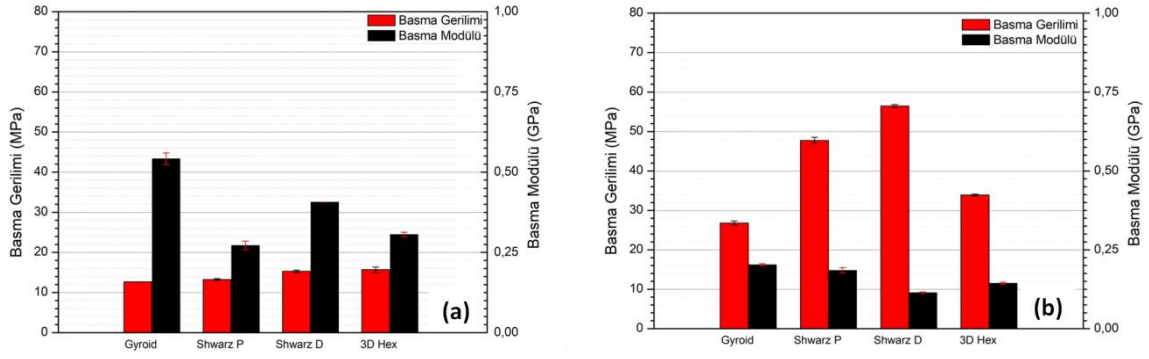 Basma Gerilimi
Basma Modülü
80
70
60
50
40
30
20
10
0
Basma Gerilimi (MPa)
1,00
0,75
0,50
0,25
0,00
Basma Modülü (GPa)
Gyroid Shwarz P Shwarz D 3D Hex
(a)
Basma Gerilimi
Basma Modülü
80
70
60
50
40
30
20
10
0
Basma Gerilimi (MPa)
1,00
0,75
0,50
0,25
0,00
Basma Modülü (GPa)
Gyroid Shwarz P Shwarz D 3D Hex
(b)